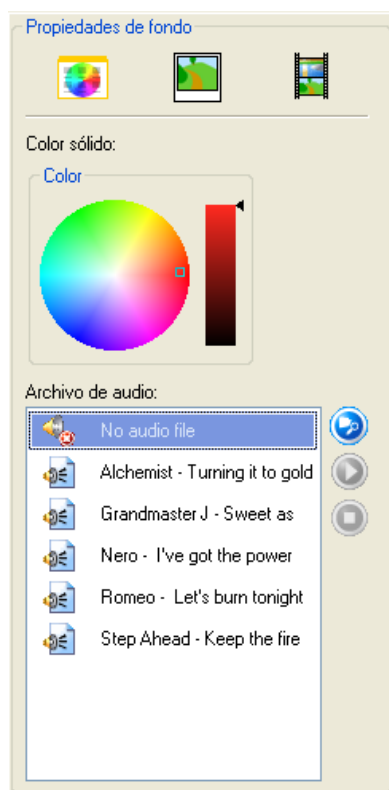 Propiedades de fondo
Color sólido:
Color
Archivo de audio:
No audio file
Alchemist - Turning it to gold
Grandmaster J - Sweet as
Nero - I've got the power
Romeo - Let's burn tonight
Step Ahead - Keep the fire